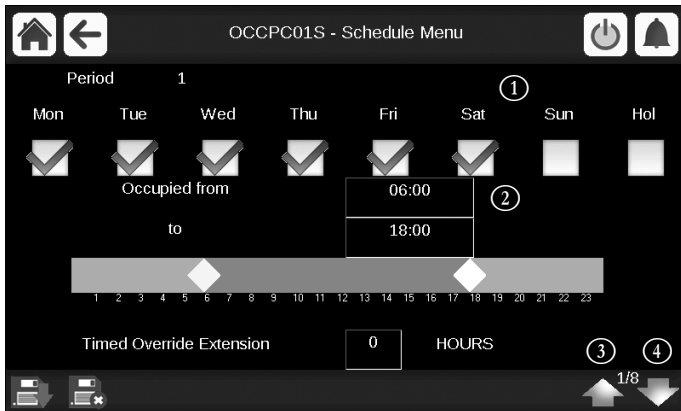 OCCPC01S - Schedule Menu
Period 1
1
Mon Tue Wed Thu Fri Sat Sun Hol
Occupied from 06:00
2
to 18:00
1 2 3 4 5 6 7 8 9 10 11 12 13 14 15 16 17 18 19 20 21 22 23
Timed Override Extension 0 HOURS
3 4
1/8